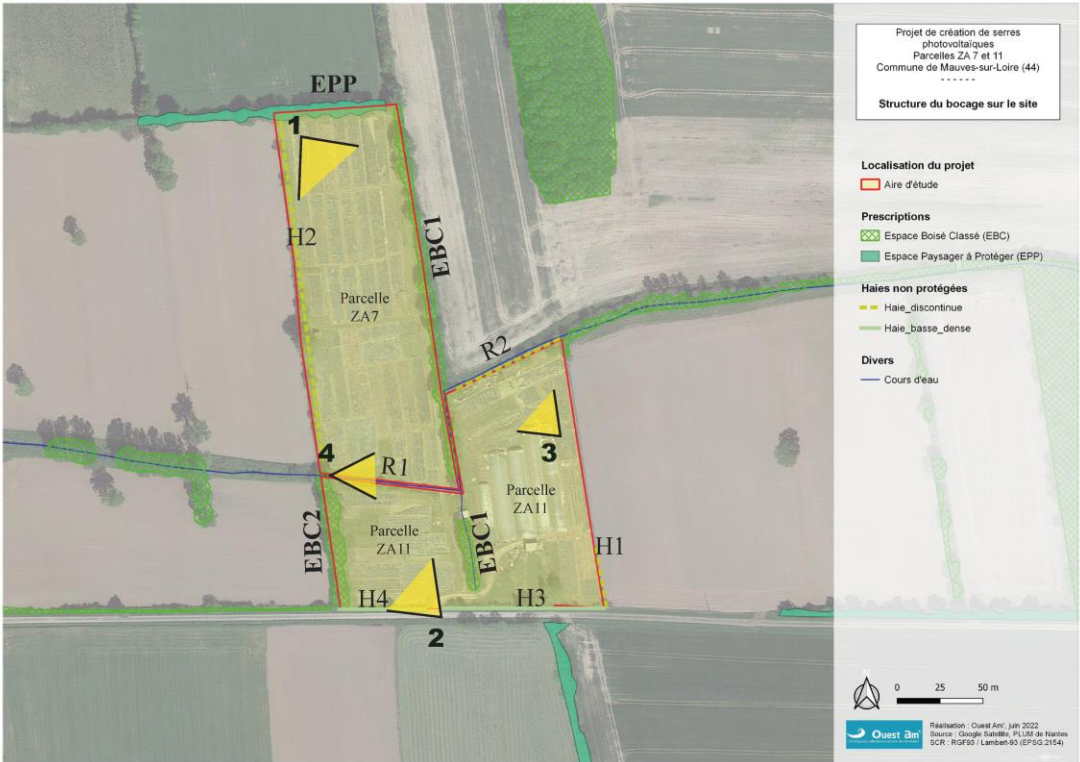 EPP
1
H2
EBC1
Parcelle
ZA7
R2
4
R1
3
Parcelle
ZA11
EBC2
Parcelle
ZA11
EBC1
H1
H4
H3
2
Projet de création de serres
photovoltaïques
Parcelles ZA 7 et 11
Commune de Mauves-sur-Loire (44)
- - - - - -
Structure du bocage sur le site
Localisation du projet
Aire d'étude
Prescriptions
Espace Boisé Classé (EBC)
Espace Paysager à Protéger (EPP)
Haies non protégées
Haie_discontinue
Haie_basse_dense
Divers
Cours d'eau
N
0 25 50 m
Ouest Am'
Réalisation : Ouest Am', juin 2022
Source : Google Satellite, PLUM de Nantes
SCR : RGF93 / Lambert-93 (EPSG:2154)